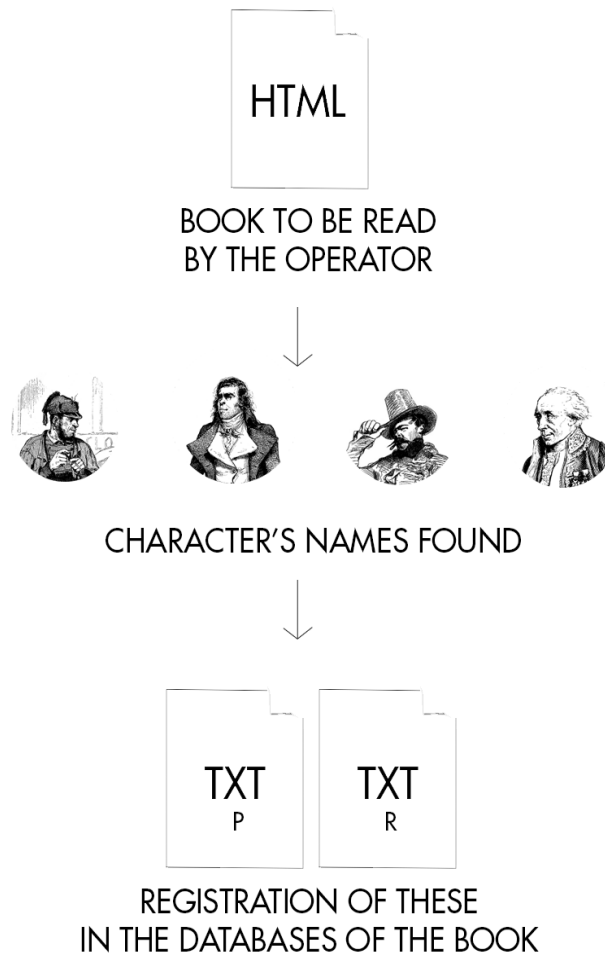 HTML
BOOK TO BE READ
BY THE OPERATOR
CHARACTER'S NAMES FOUND
TXT
P
TXT
R
REGISTRATION OF THESE
IN THE DATABASES OF THE BOOK